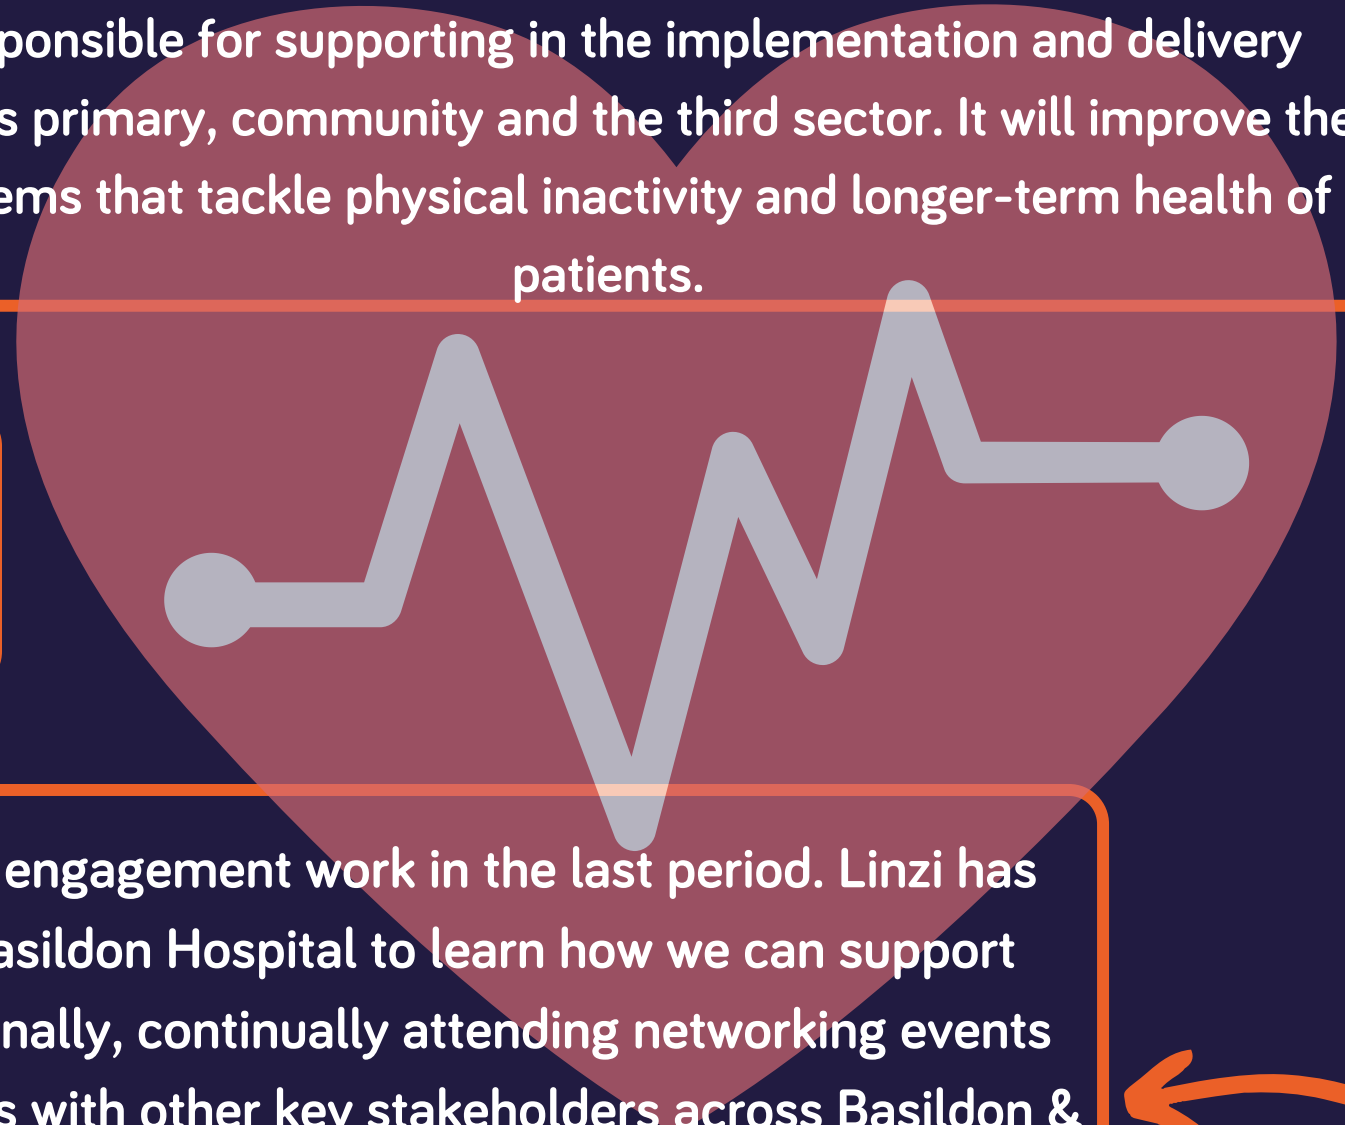 ponsible for supporting in the implementation and delivery
s primary, community and the third sector. It will improve the
ems that tackle physical inactivity and longer-term health of
patients.
engagement work in the last period. Linzi has
asildon Hospital to learn how we can support
nally, continually attending networking events
s with other key stakeholders across Basildon &